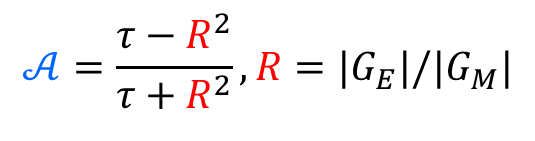 𝒜 = (τ − R²)/(τ + R²), R = |G_E|/|G_M|